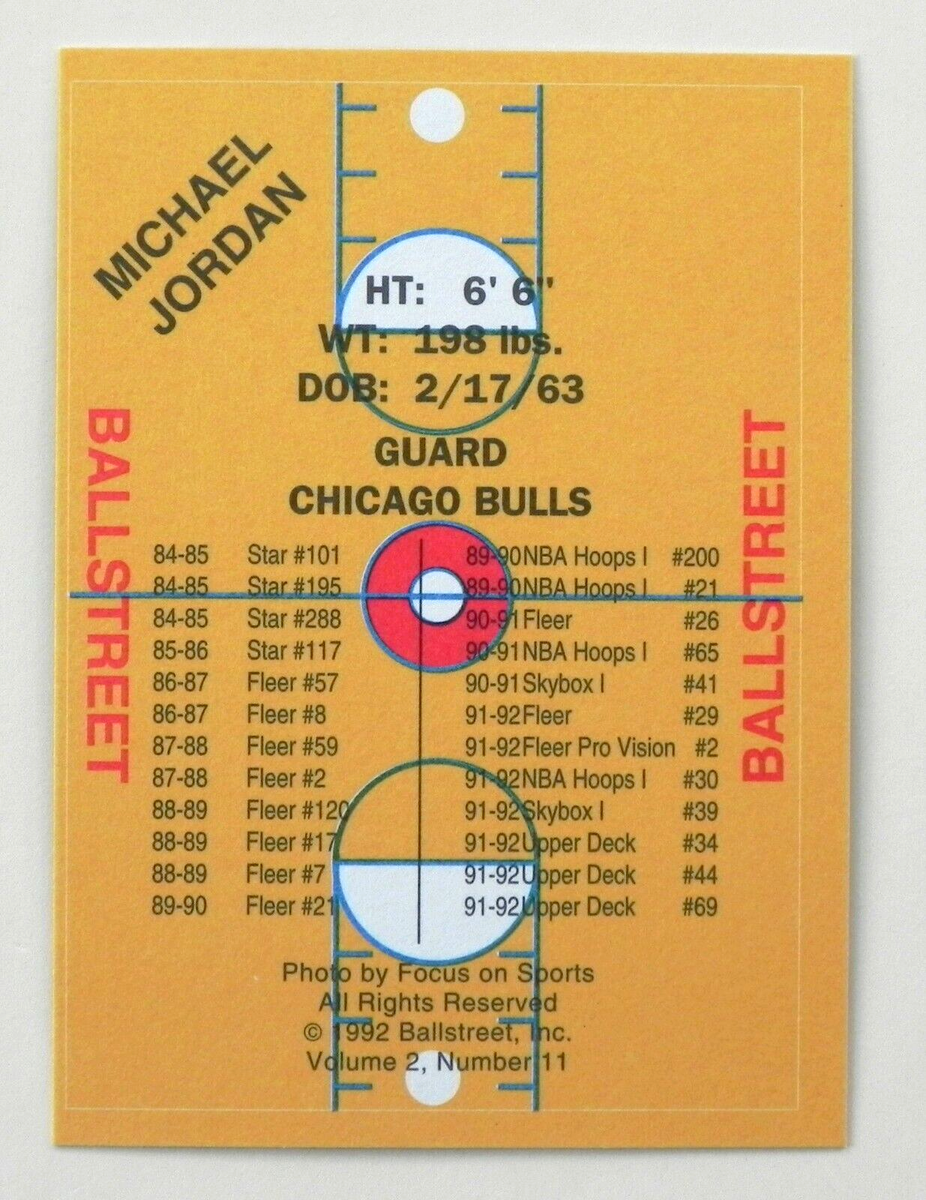 MICHAEL
JORDAN
HT: 6' 6"
WT: 198 lbs.
DOB: 2/17/63
GUARD
CHICAGO BULLS
BALLSTREET
BALLSTREET
84-85 Star #101
84-85 Star #195
84-85 Star #288
85-86 Star #117
86-87 Fleer #57
86-87 Fleer #8
87-88 Fleer #59
87-88 Fleer #2
88-89 Fleer #120
88-89 Fleer #17
88-89 Fleer #7
89-90 Fleer #21
89-90 NBA Hoops I #200
89-90 NBA Hoops I #21
90-91 Fleer #26
90-91 NBA Hoops I #65
90-91 Skybox I #41
91-92 Fleer #29
91-92 Fleer Pro Vision #2
91-92 NBA Hoops I #30
91-92 Skybox I #39
91-92 Upper Deck #34
91-92 Upper Deck #44
91-92 Upper Deck #69
Photo by Focus on Sports
All Rights Reserved
© 1992 Ballstreet, Inc.
Volume 2, Number 11